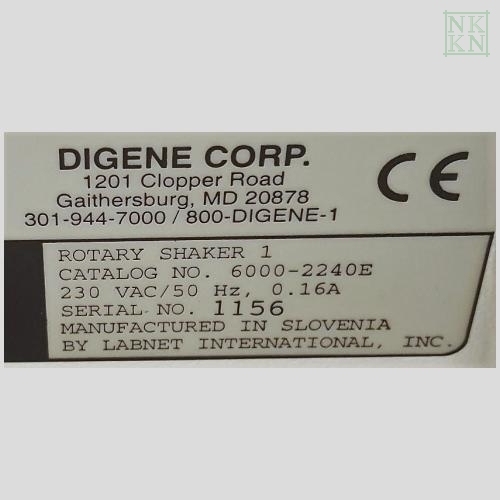 NK
KN
DIGENE CORP.
1201 Clopper Road
Gaithersburg, MD 20878
301-944-7000 / 800-DIGENE-1
CE
ROTARY SHAKER 1
CATALOG NO. 6000-2240E
230 VAC/50 Hz, 0.16A
SERIAL NO. 1156
MANUFACTURED IN SLOVENIA
BY LABNET INTERNATIONAL, INC.